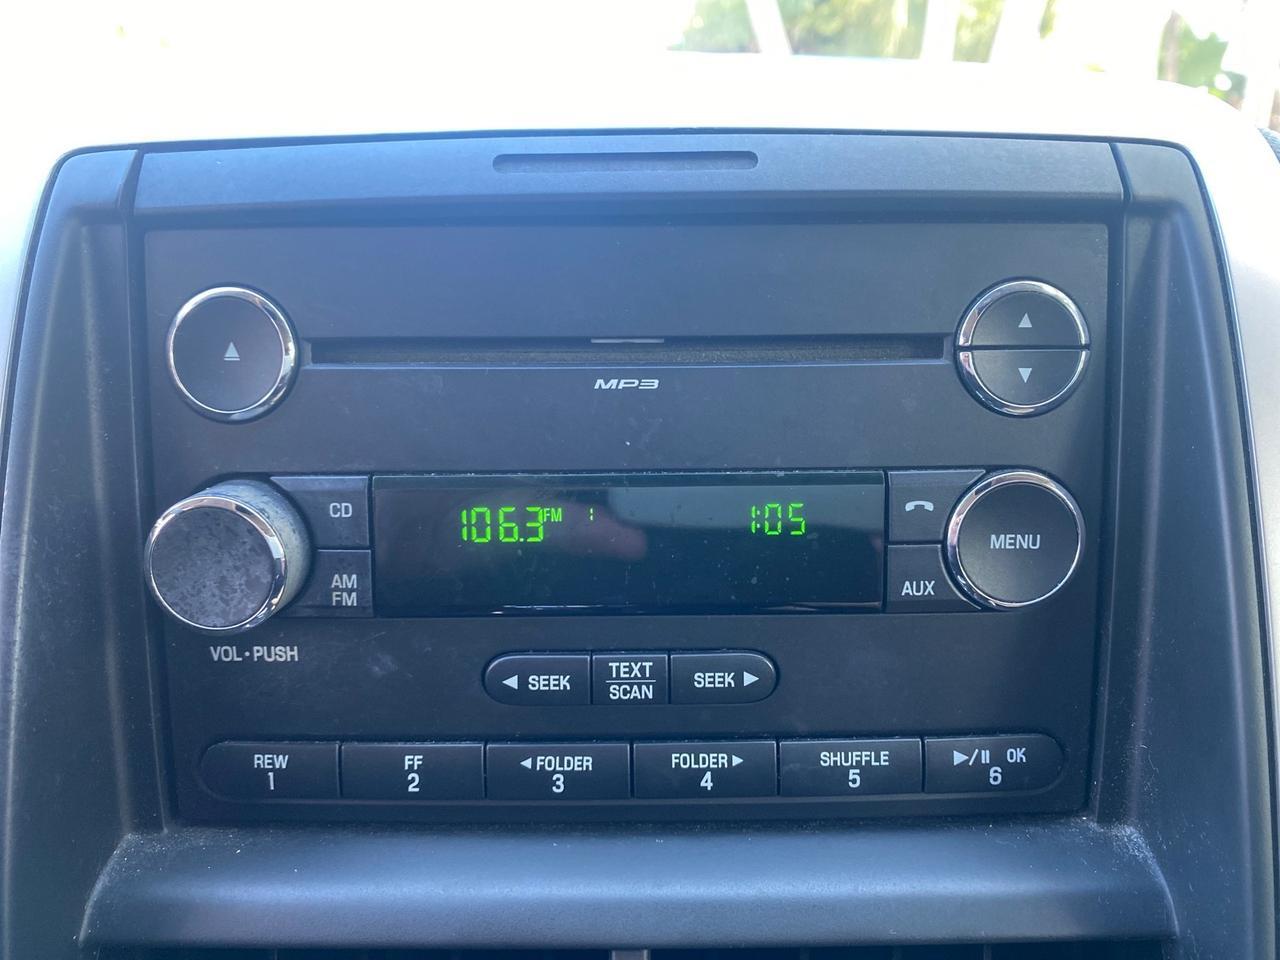 MP3
CD
106.3 FM 1 1:05
AUX
MENU
AM
FM
VOL•PUSH
◀ SEEK
TEXT
SCAN
SEEK ▶
REW
1
FF
2
◀FOLDER
3
FOLDER▶
4
SHUFFLE
5
▶/II OK
6